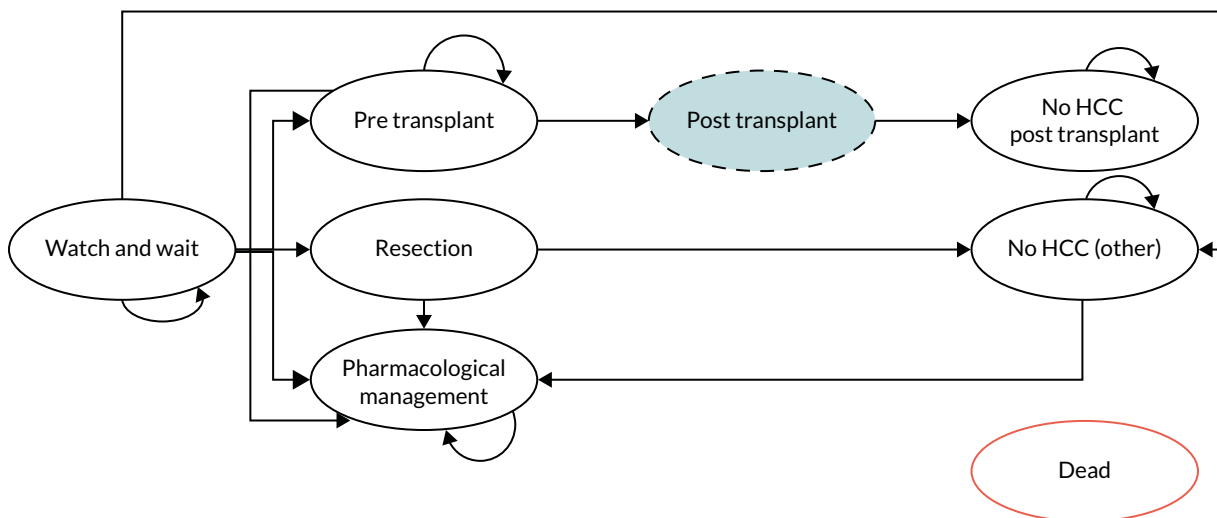 Pre transplant
Post transplant
No HCC
post transplant
Watch and wait
Resection
No HCC (other)
Pharmacological
management
Dead